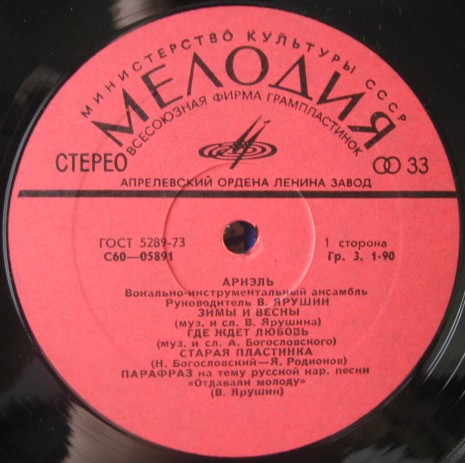 МИНИСТЕРСТВО КУЛЬТУРЫ СССР
МЕЛОДИЯ
ВСЕСОЮЗНАЯ ФИРМА ГРАМПЛАСТИНОК
СТЕРЕО 33
АПРЕЛЕВСКИЙ ОРДЕНА ЛЕНИНА ЗАВОД
ГОСТ 5289-73 1 сторона
С60—05891 Гр. 3. 1-90
АРИЭЛЬ
Вокально-инструментальный ансамбль
Руководитель В. ЯРУШИН
ЗИМЫ И ВЕСНЫ
(муз. и сл. В. Ярушина)
ГДЕ ЖДЕТ ЛЮБОВЬ
(муз. и сл. А. Богословского)
СТАРАЯ ПЛАСТИНКА
(Н. Богословский—Я. Родионов)
ПАРАФРАЗ на тему русской нар. песни
«Отдавали молоду»
(В. Ярушин)